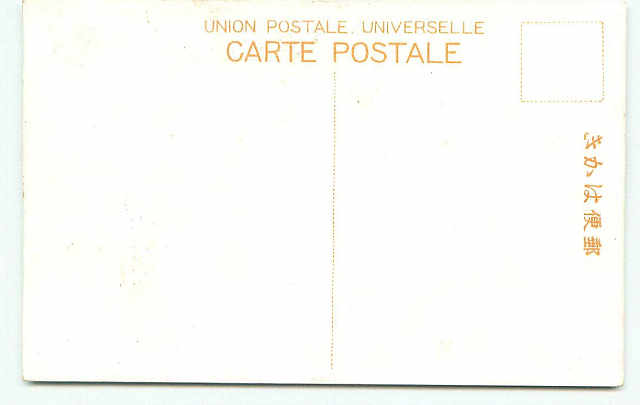 UNION POSTALE UNIVERSELLE
CARTE POSTALE
郵便はかき